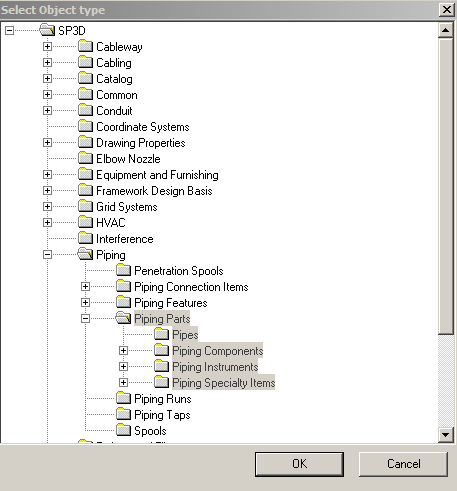 Select Object type
SP3D
Cableway
Cabling
Catalog
Common
Conduit
Coordinate Systems
Drawing Properties
Elbow Nozzle
Equipment and Furnishing
Framework Design Basis
Grid Systems
HVAC
Interference
Piping
Penetration Spools
Piping Connection Items
Piping Features
Piping Parts
Pipes
Piping Components
Piping Instruments
Piping Specialty Items
Piping Runs
Piping Taps
Spools
OK
Cancel